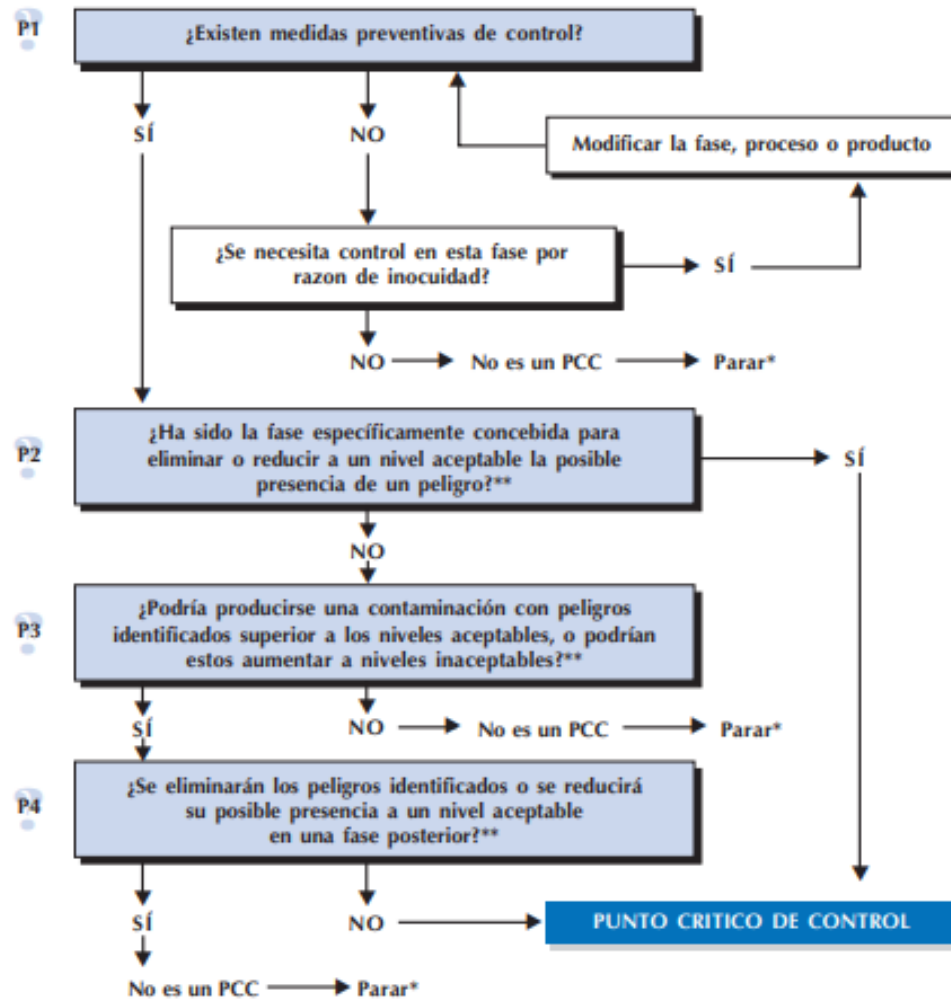 P1
¿Existen medidas preventivas de control?
SÍ
NO
Modificar la fase, proceso o producto
¿Se necesita control en esta fase por
razon de inocuidad?
SÍ
NO
No es un PCC
Parar*
P2
¿Ha sido la fase específicamente concebida para
eliminar o reducir a un nivel aceptable la posible
presencia de un peligro?**
SÍ
NO
P3
¿Podría producirse una contaminación con peligros
identificados superior a los niveles aceptables, o podrían
estos aumentar a niveles inaceptables?**
SÍ
NO
No es un PCC
Parar*
P4
¿Se eliminarán los peligros identificados o se reducirá
su posible presencia a un nivel aceptable
en una fase posterior?**
SÍ
NO
PUNTO CRITICO DE CONTROL
No es un PCC
Parar*